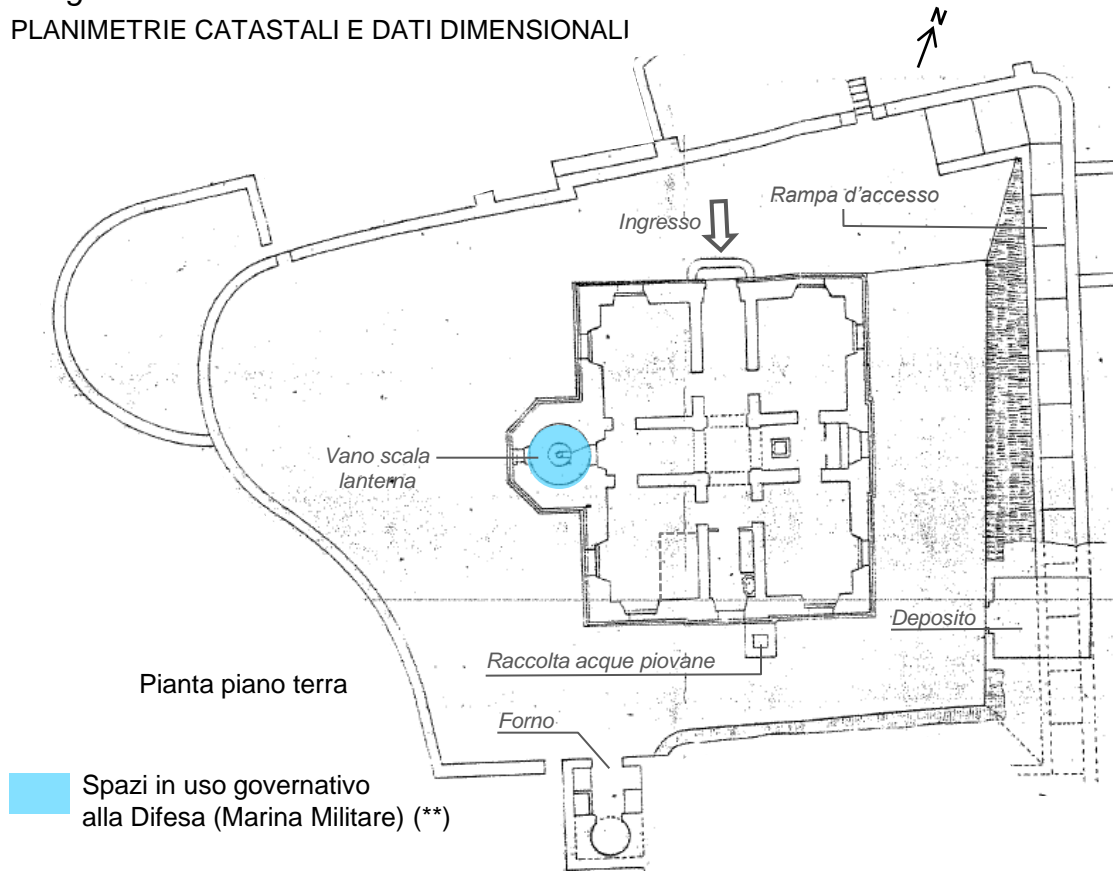 PLANIMETRIE CATASTALI E DATI DIMENSIONALI
N
Rampa d'accesso
Ingresso
Vano scala
lanterna
Deposito
Raccolta acque piovane
Pianta piano terra
Forno
Spazi in uso governativo
alla Difesa (Marina Militare) (**)